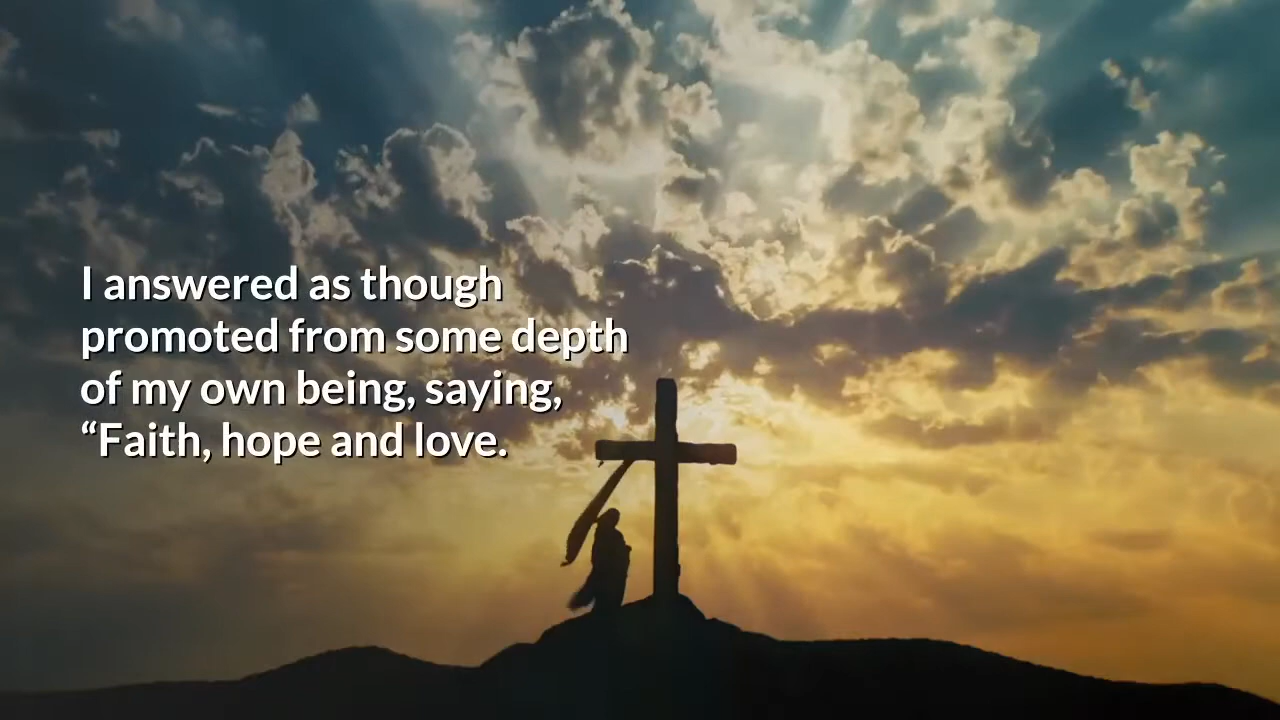 I answered as though
promoted from some depth
of my own being, saying,
“Faith, hope and love.